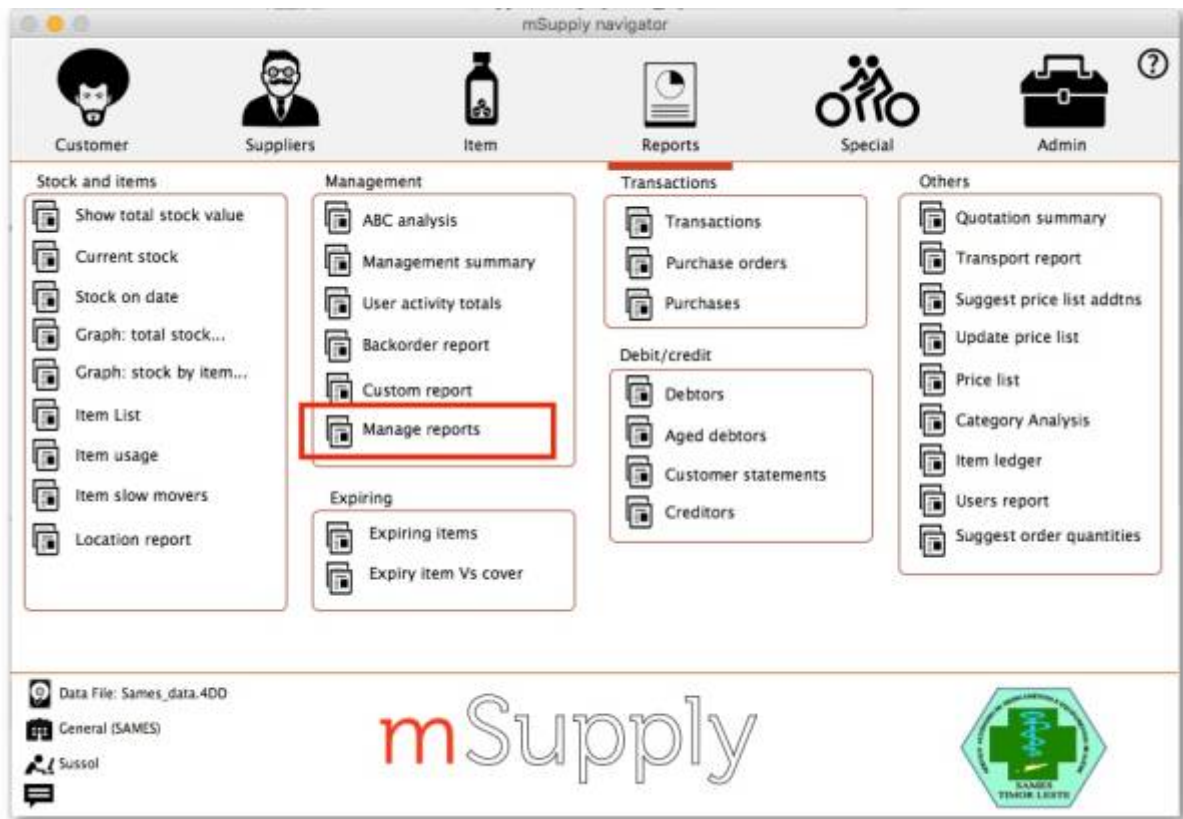 mSupply navigator
Customer
Suppliers
Item
Reports
Special
Admin
?
Stock and items
Show total stock value
Current stock
Stock on date
Graph: total stock...
Graph: stock by item...
Item List
Item usage
Item slow movers
Location report
Management
ABC analysis
Management summary
User activity totals
Backorder report
Custom report
Manage reports
Expiring
Expiring items
Expiry item Vs cover
Transactions
Transactions
Purchase orders
Purchases
Debit/credit
Debtors
Aged debtors
Customer statements
Creditors
Others
Quotation summary
Transport report
Suggest price list addtns
Update price list
Price list
Category Analysis
Item ledger
Users report
Suggest order quantities
Data File: Sames_data.4DD
General (SAMES)
Sussol
mSupply
SAMES
TIMOR LESTE